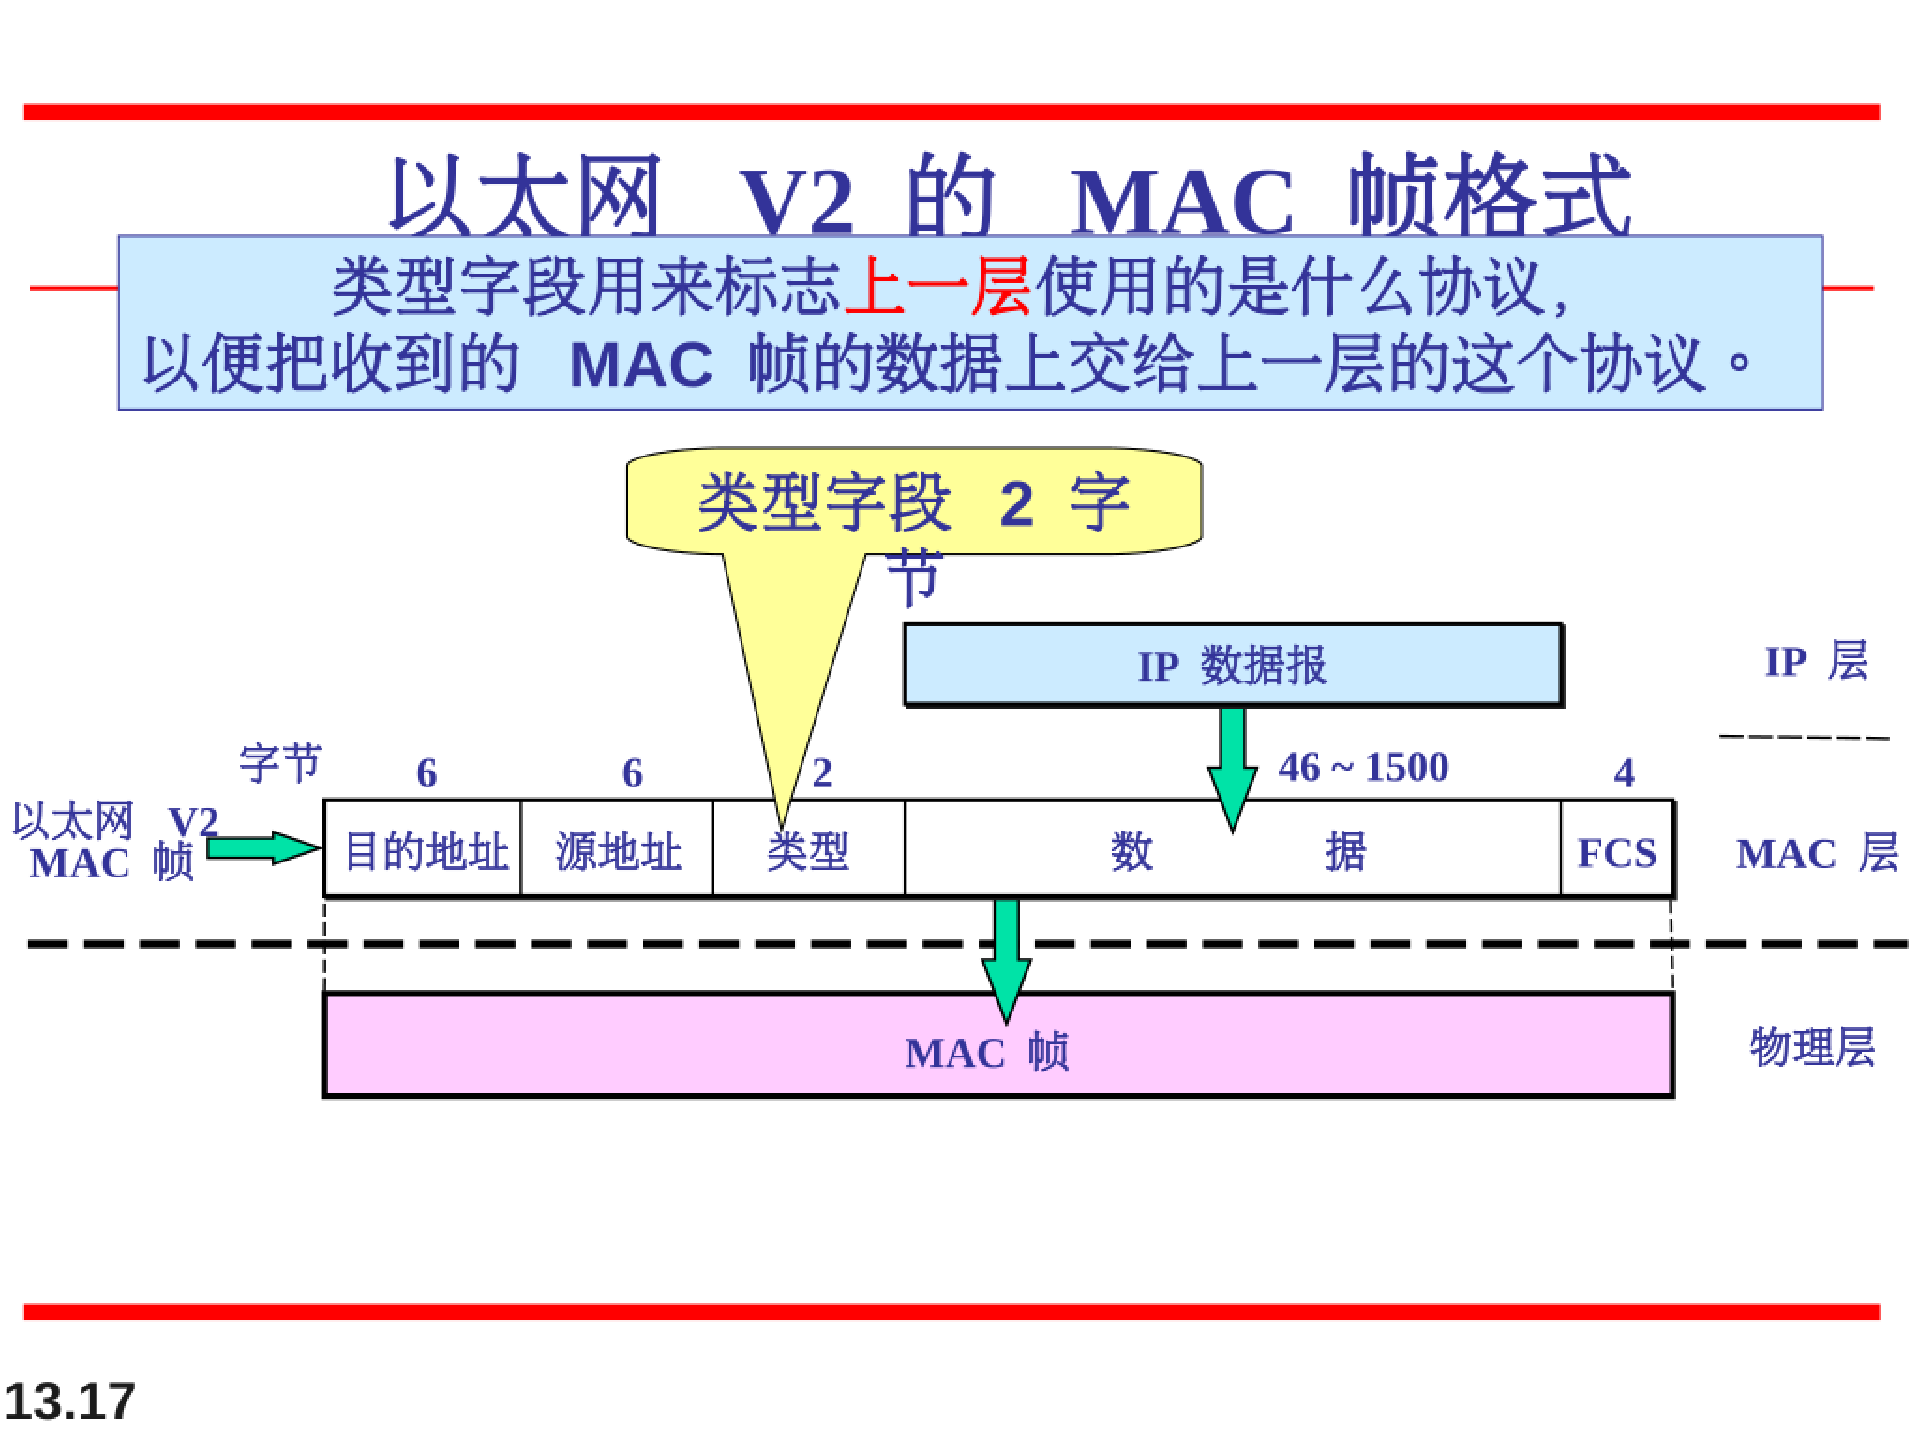 以太网 V2 的 MAC 帧格式
类型字段用来标志上一层使用的是什么协议，
以便把收到的 MAC 帧的数据上交给上一层的这个协议。
类型字段 2 字
节
IP 数据报
IP 层
字节
6
6
2
46 ~ 1500
4
以太网 V2
MAC 帧
目的地址
源地址
类型
数 据
FCS
MAC 层
MAC 帧
物理层
13.17